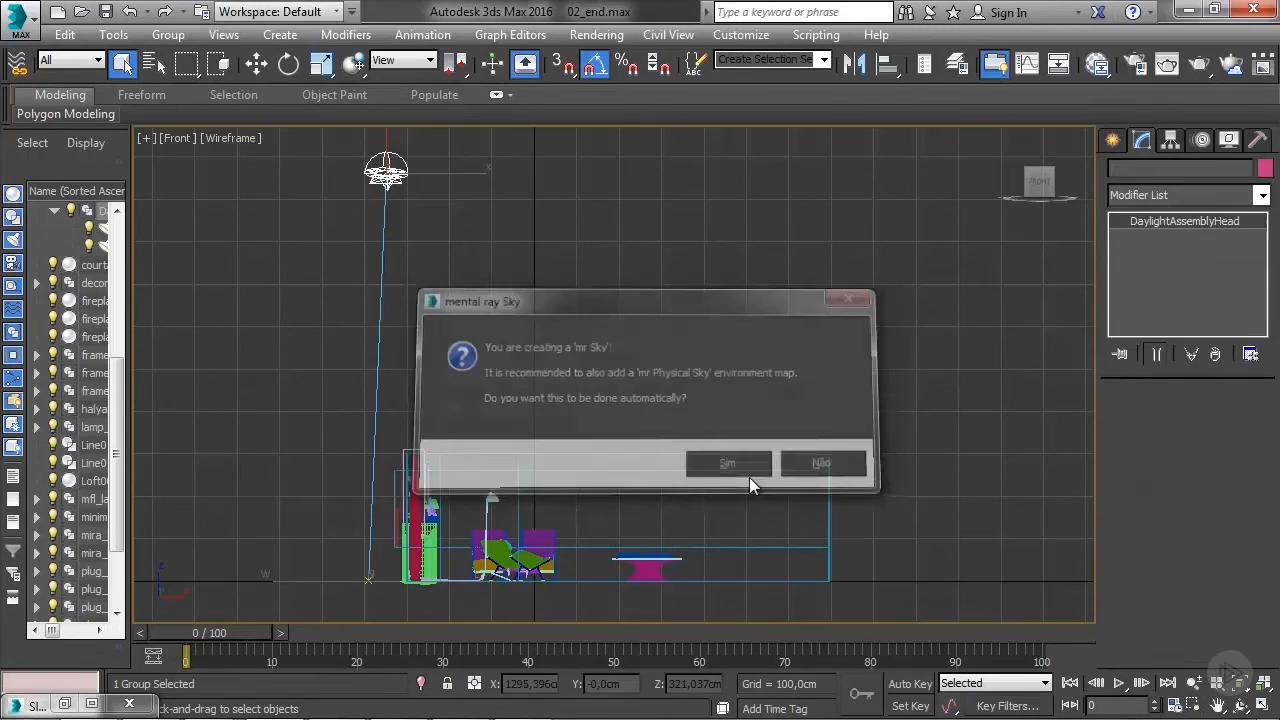 MAX
Workspace: Default
Autodesk 3ds Max 2016   02_end.max
Type a keyword or phrase
Sign In
Edit
Tools
Group
Views
Create
Modifiers
Animation
Graph Editors
Rendering
Civil View
Customize
Scripting
Help
All
View
3
Create Selection Se
Modeling
Freeform
Selection
Object Paint
Populate
Polygon Modeling
Select
Display
[+] [Front] [Wireframe]
Name (Sorted Ascer
court
decor
firepla
firepla
firepla
frame
frame
frame
halya
lamp_
Line0
Line0
Loft0
mfl_la
minim
mira_
mira_
plug_
plug_
plug_
x
FRONT
Modifier List
DaylightAssemblyHead
mental ray Sky
You are creating a 'mr Sky'!
It is recommended to also add a 'mr Physical Sky' environment map.
Do you want this to be done automatically?
Sim
Não
W
z
0 / 100
0
10
20
30
40
50
60
70
80
90
100
1 Group Selected
X: 1295,396c
Y: -0,0cm
Z: 321,037cm
Grid = 100,0cm
Auto Key
Selected
Set Key
Key Filters...
0
k-and-drag to select objects
Add Time Tag